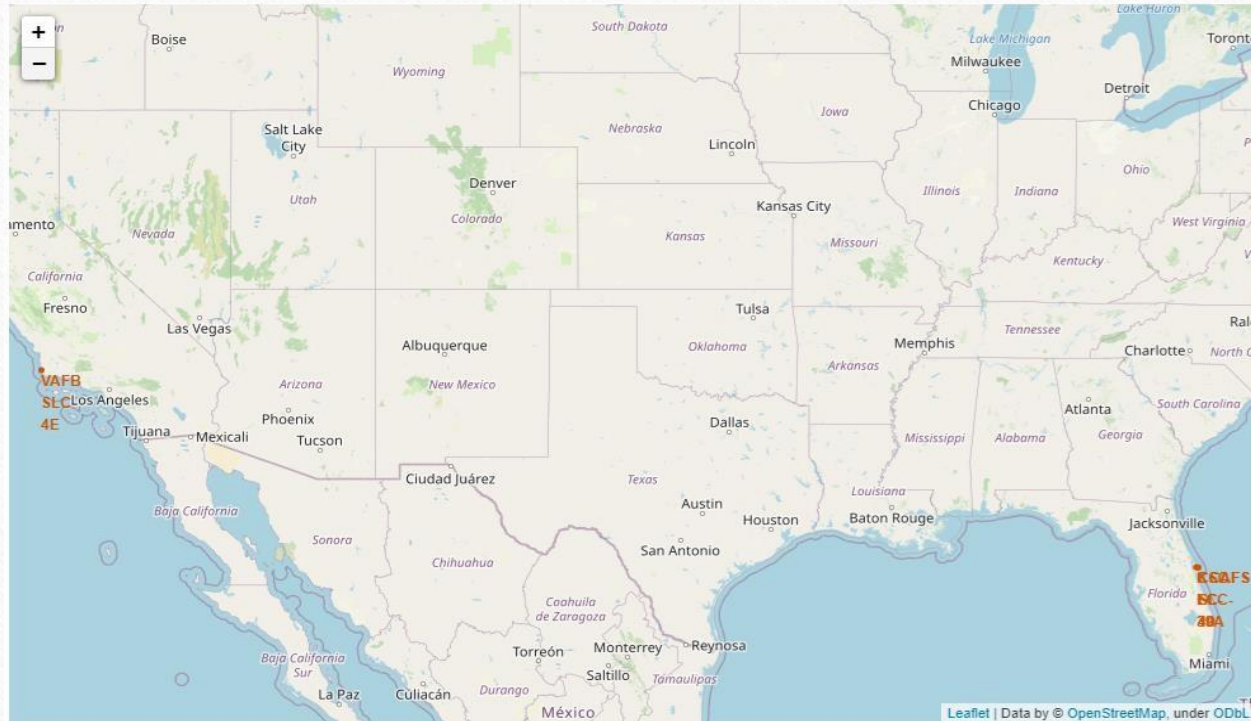 +
−
Boise
South Dakota
Lake Huron
Lake Michigan
Toronto
Wyoming
Milwaukee
Detroit
Chicago
Iowa
Salt Lake
City
Nebraska
Lincoln
Ohio
Denver
Illinois
Indiana
Utah
Kansas City
Colorado
Nevada
Kansas
Missouri
West Virginia
Kentucky
California
Fresno
Las Vegas
Tulsa
Tennessee
Albuquerque
Oklahoma
Memphis
Charlotte
Arkansas
VAFB
SLC-
4E
Los Angeles
Arizona
New Mexico
Atlanta
South Carolina
Phoenix
Dallas
Tijuana
Mexicali
Tucson
Mississippi
Alabama
Georgia
Ciudad Juárez
Texas
Louisiana
Austin
Baja California
Houston
Baton Rouge
Jacksonville
Sonora
San Antonio
Chihuahua
Florida
Coahuila
de Zaragoza
Reynosa
Torreón
Monterrey
Baja California
Sur
Saltillo
Tamaulipas
Miami
La Paz
Culiacán
Durango
México
Leaflet | Data by © OpenStreetMap, under ODbL